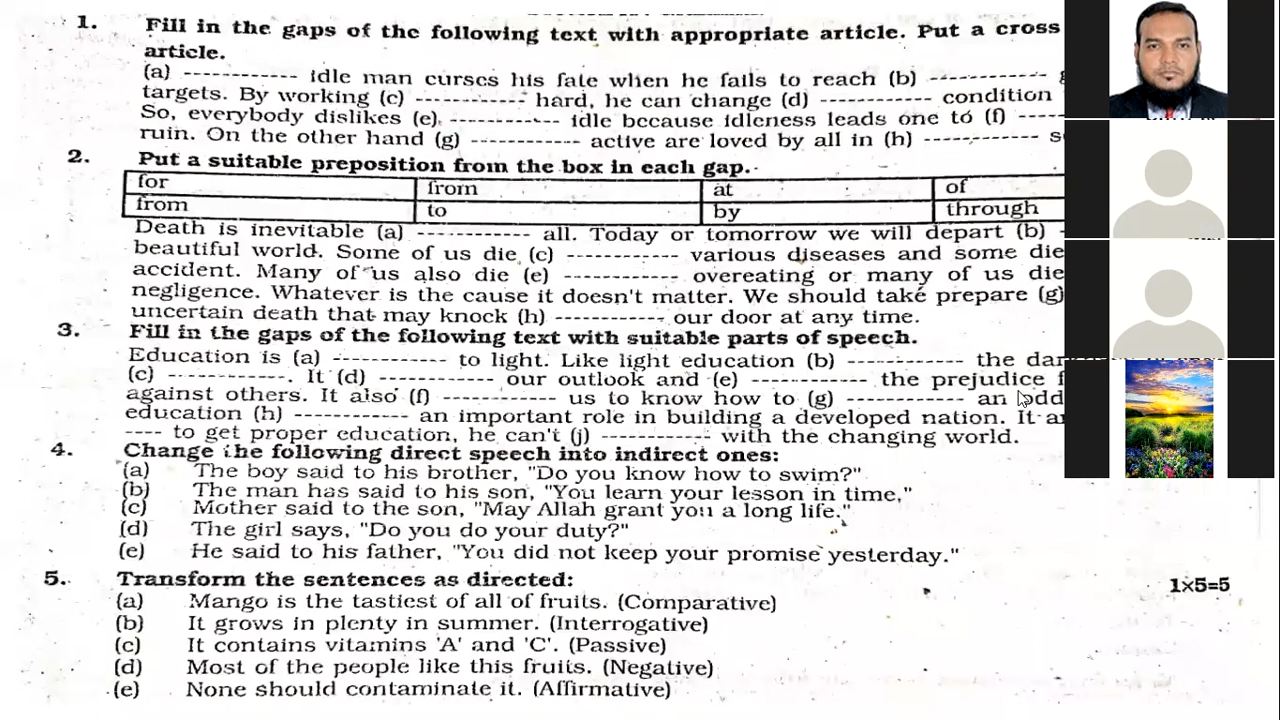 1. Fill in the gaps of the following text with appropriate article. Put a cross
article.
(a) ------------ idle man curses his fate when he fails to reach (b) -----------
targets. By working (c) ------------ hard, he can change (d) ------------ condition
So, everybody dislikes (e) ------------ idle because idleness leads one to (f) -----
ruin. On the other hand (g) ------------ active are loved by all in (h) ------------
2. Put a suitable preposition from the box in each gap.
for from at of
from to by through
Death is inevitable (a) ------------ all. Today or tomorrow we will depart (b) -
beautiful world. Some of us die (c) ------------ various diseases and some die
accident. Many of us also die (e) ------------ overeating or many of us die
negligence. Whatever is the cause it doesn't matter. We should take prepare (g)
uncertain death that may knock (h) ------------ our door at any time.
3. Fill in the gaps of the following text with suitable parts of speech.
Education is (a) ------------ to light. Like light education (b) ------------ the
(c) ------------. It (d) ------------ our outlook and (e) ------------ the prejudice
against others. It also (f) ------------ us to know how to (g) ------------ an
education (h) ------------ an important role in building a developed nation. It
---- to get proper education, he can't (j) ------------ with the changing world.
4. Change the following direct speech into indirect ones:
(a) The boy said to his brother, "Do you know how to swim?"
(b) The man has said to his son, "You learn your lesson in time,"
(c) Mother said to the son, "May Allah grant you a long life."
(d) The girl says, "Do you do your duty?"
(e) He said to his father, "You did not keep your promise yesterday."
5. Transform the sentences as directed: 1×5=5
(a) Mango is the tastiest of all of fruits. (Comparative)
(b) It grows in plenty in summer. (Interrogative)
(c) It contains vitamins 'A' and 'C'. (Passive)
(d) Most of the people like this fruits. (Negative)
(e) None should contaminate it. (Affirmative)